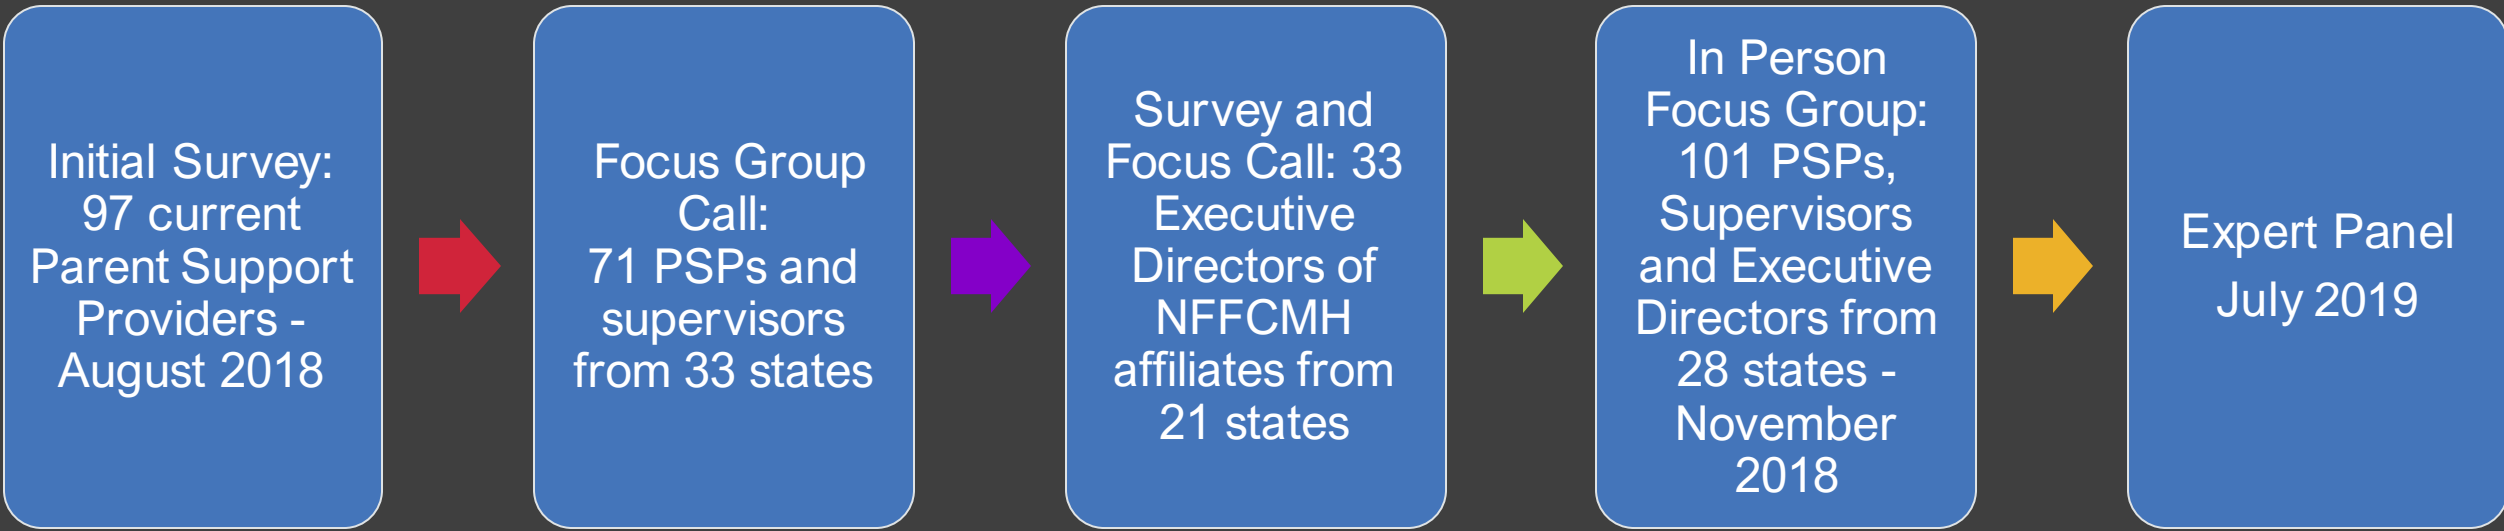 Initial Survey:
97 current
Parent Support
Providers -
August 2018
Focus Group
Call:
71 PSPs and
supervisors
from 33 states
Survey and
Focus Call: 33
Executive
Directors of
NFFCMH
affiliates from
21 states
In Person
Focus Group:
101 PSPs,
Supervisors
and Executive
Directors from
28 states -
November
2018
Expert Panel
July 2019